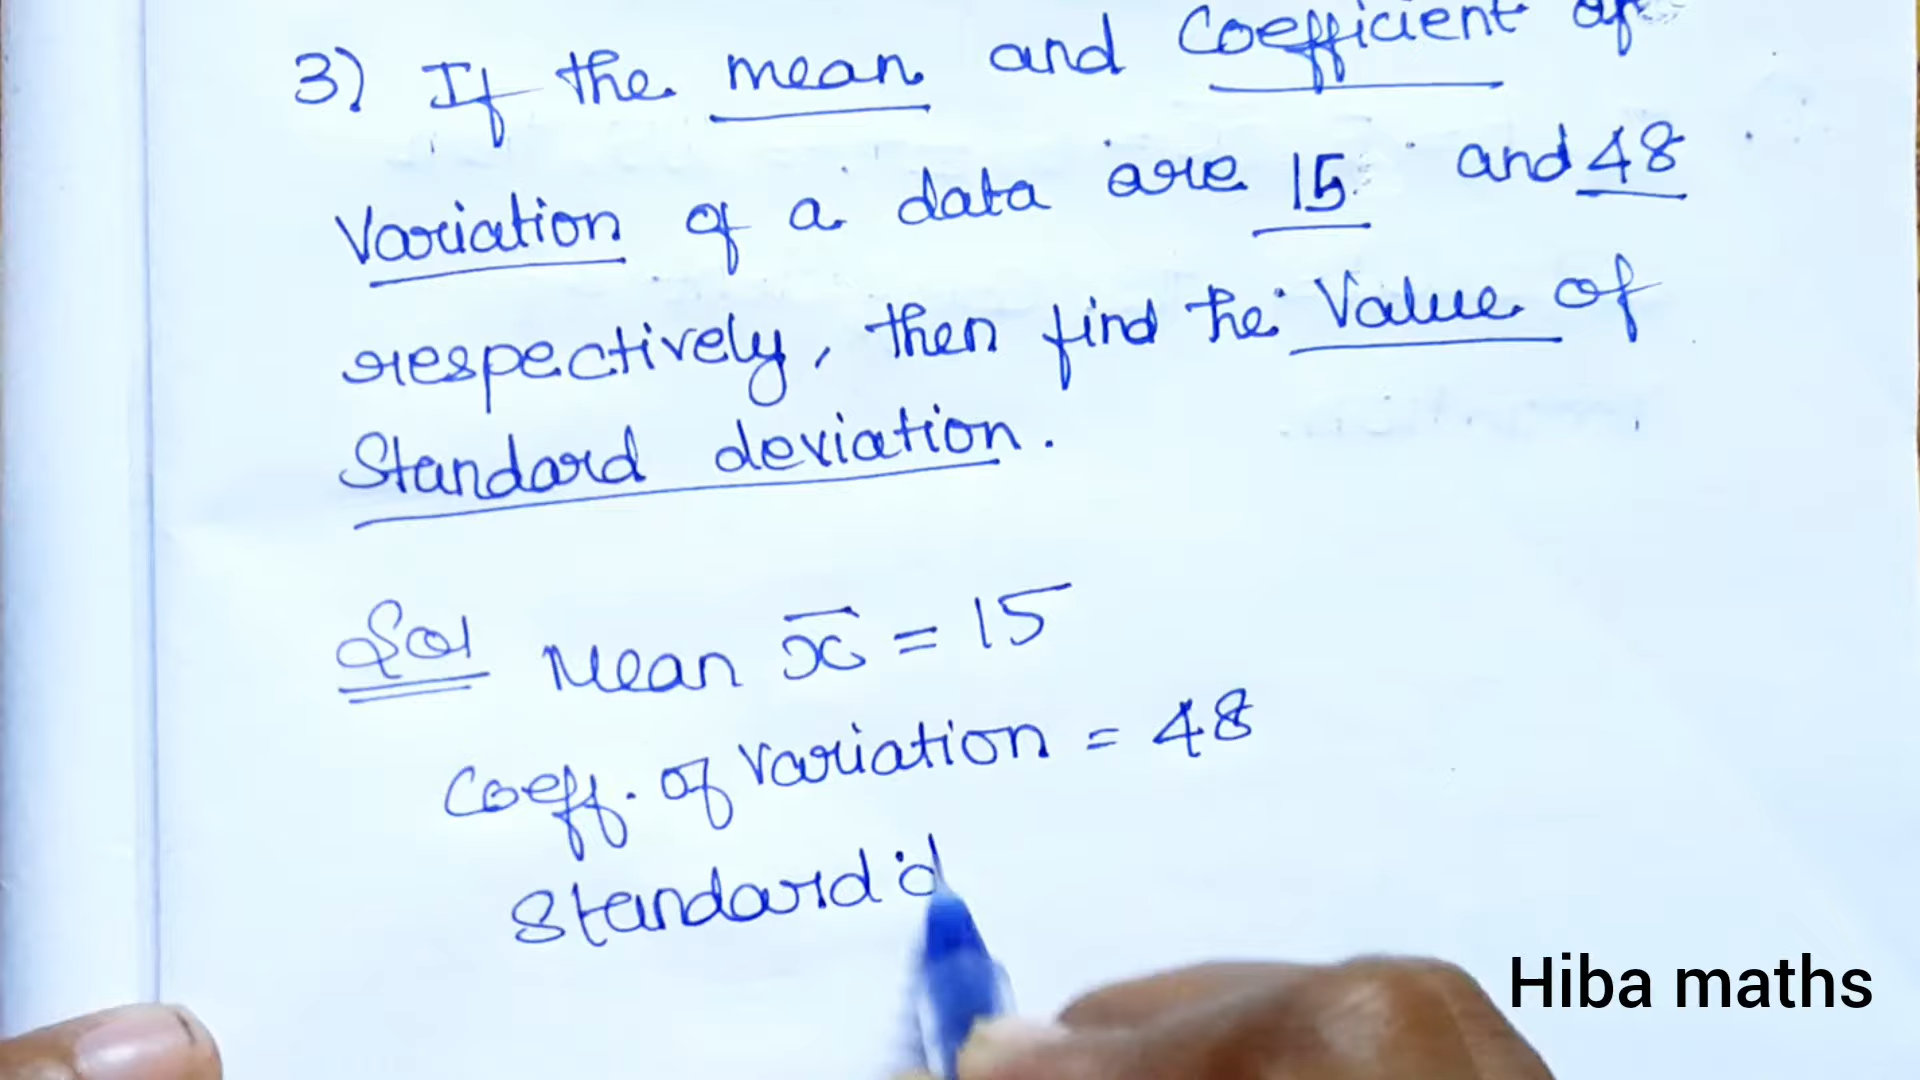 3) If the mean and Coefficient of
Variation of a data are 15 and 48
respectively, then find the Value of
Standard deviation.
Sol Mean x̅ = 15
Coeff. of Variation = 48
Standard d
Hiba maths